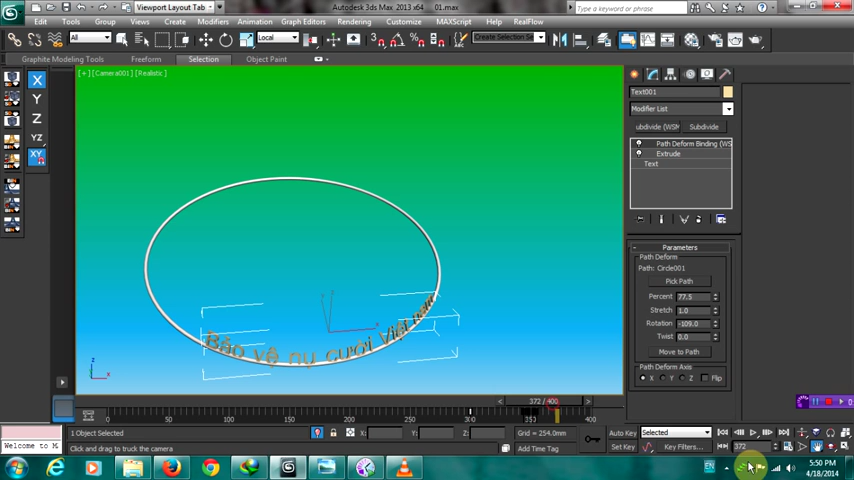 Viewport Layout Tab
Autodesk 3ds Max 2013 x64 01.max
Type a keyword or phrase
Edit Tools Group Views Create Modifiers Animation Graph Editors Rendering Customize MAXScript Help RealFlow
All Local Create Selection Se
Graphite Modeling Tools Freeform Selection Object Paint
[+] [Camera001] [Realistic]
X
Y
Z
YZ
XY
Text001
Modifier List
ubdivide (WSM Subdivide
Path Deform Binding (WS
Extrude
Text
Parameters
Path Deform
Path: Circle001
Pick Path
Percent 77.5
Stretch 1.0
Rotation -109.0
Twist 0.0
Move to Path
Path Deform Axis
X Y Z Flip
Bảo vệ nụ cười Việt
372 / 400
0 50 100 150 200 250 300 350 400
1 Object Selected X: Y: Z: Grid = 254.0mm Auto Key Selected
Welcome to M Click and drag to truck the camera Add Time Tag Set Key Key Filters... 372
EN
5:50 PM
4/18/2014